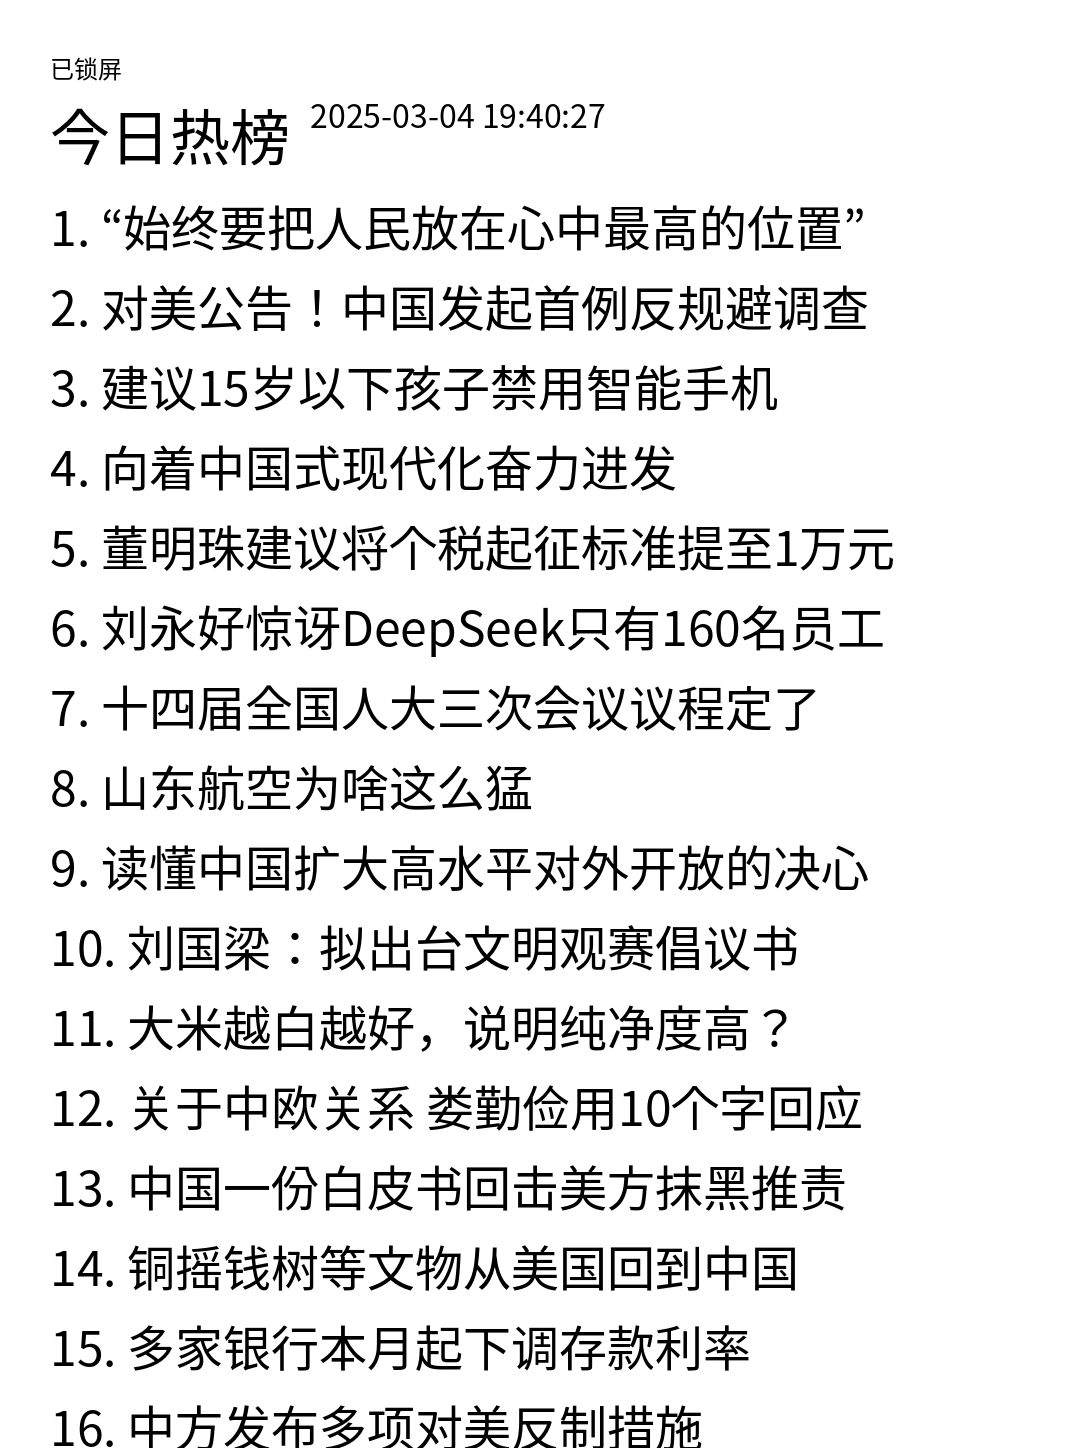 已锁屏
今日热榜 2025-03-04 19:40:27
1. “始终要把人民放在心中最高的位置”
2. 对美公告！中国发起首例反规避调查
3. 建议15岁以下孩子禁用智能手机
4. 向着中国式现代化奋力进发
5. 董明珠建议将个税起征标准提至1万元
6. 刘永好惊讶DeepSeek只有160名员工
7. 十四届全国人大三次会议议程定了
8. 山东航空为啥这么猛
9. 读懂中国扩大高水平对外开放的决心
10. 刘国梁：拟出台文明观赛倡议书
11. 大米越白越好，说明纯净度高？
12. 关于中欧关系 娄勤俭用10个字回应
13. 中国一份白皮书回击美方抹黑推责
14. 铜摇钱树等文物从美国回到中国
15. 多家银行本月起下调存款利率
16. 中方发布多项对美反制措施